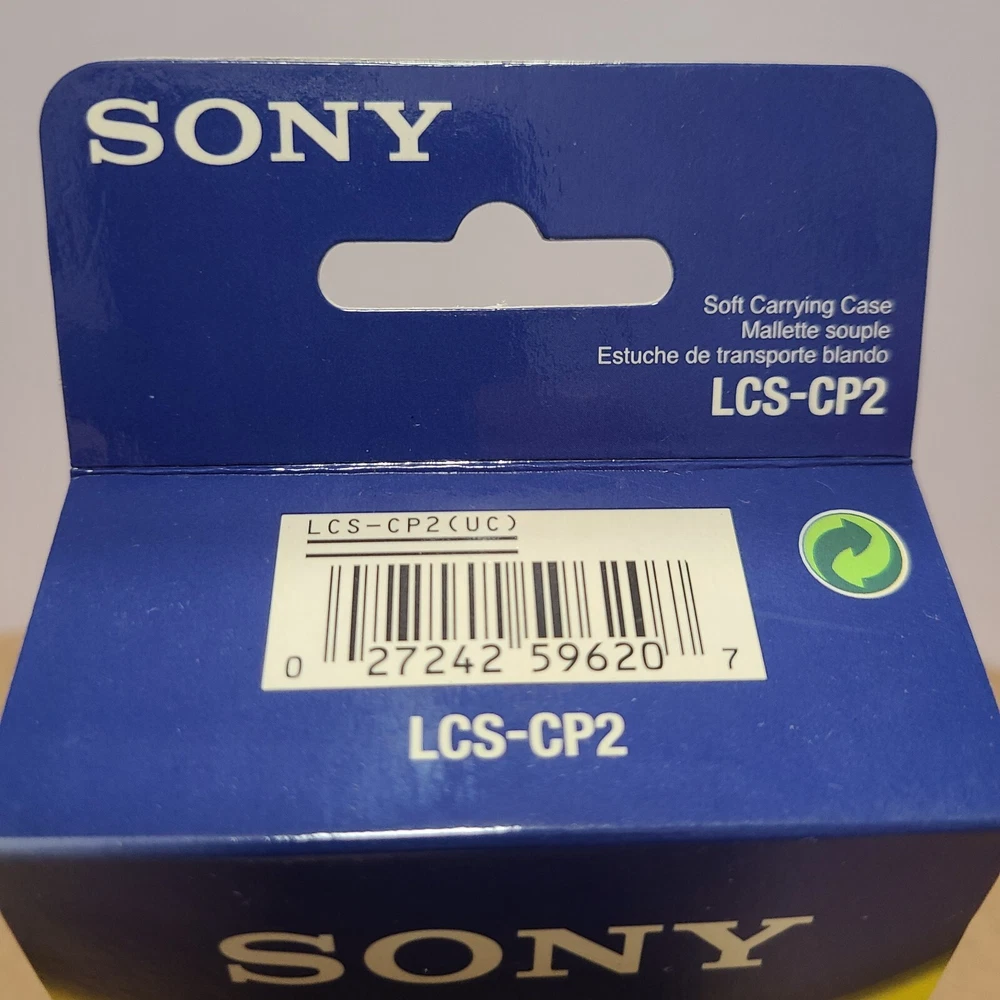 SONY
Soft Carrying Case
Mallette souple
Estuche de transporte blando
LCS-CP2
LCS-CP2(UC)
0 27242 59620 7
LCS-CP2
SONY